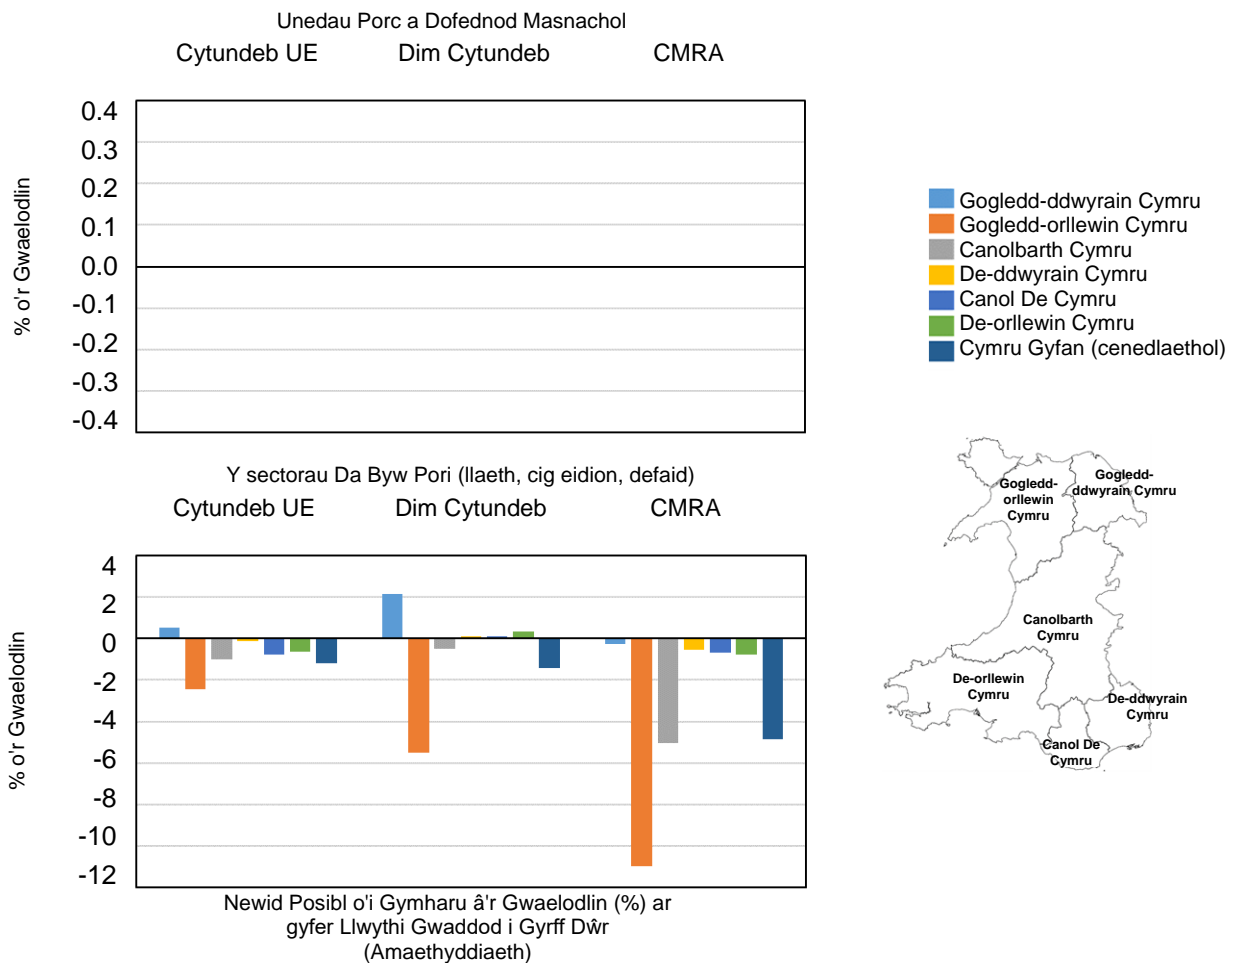 Unedau Porc a Dofednod Masnachol
Cytundeb UE
Dim Cytundeb
CMRA
% o'r Gwaelodlin
0.4
0.3
0.2
0.1
0.0
-0.1
-0.2
-0.3
-0.4
Gogledd-ddwyrain Cymru
Gogledd-orllewin Cymru
Canolbarth Cymru
De-ddwyrain Cymru
Canol De Cymru
De-orllewin Cymru
Cymru Gyfan (cenedlaethol)
Y sectorau Da Byw Pori (llaeth, cig eidion, defaid)
Cytundeb UE
Dim Cytundeb
CMRA
% o'r Gwaelodlin
4
2
0
-2
-4
-6
-8
-10
-12
Newid Posibl o'i Gymharu â'r Gwaelodlin (%) ar
gyfer Llwythi Gwaddod i Gyrff Dŵr
(Amaethyddiaeth)
Gogledd-
orllewin
Cymru
Gogledd-
ddwyrain Cymru
Canolbarth
Cymru
De-orllewin
Cymru
De-ddwyrain
Cymru
Canol De
Cymru